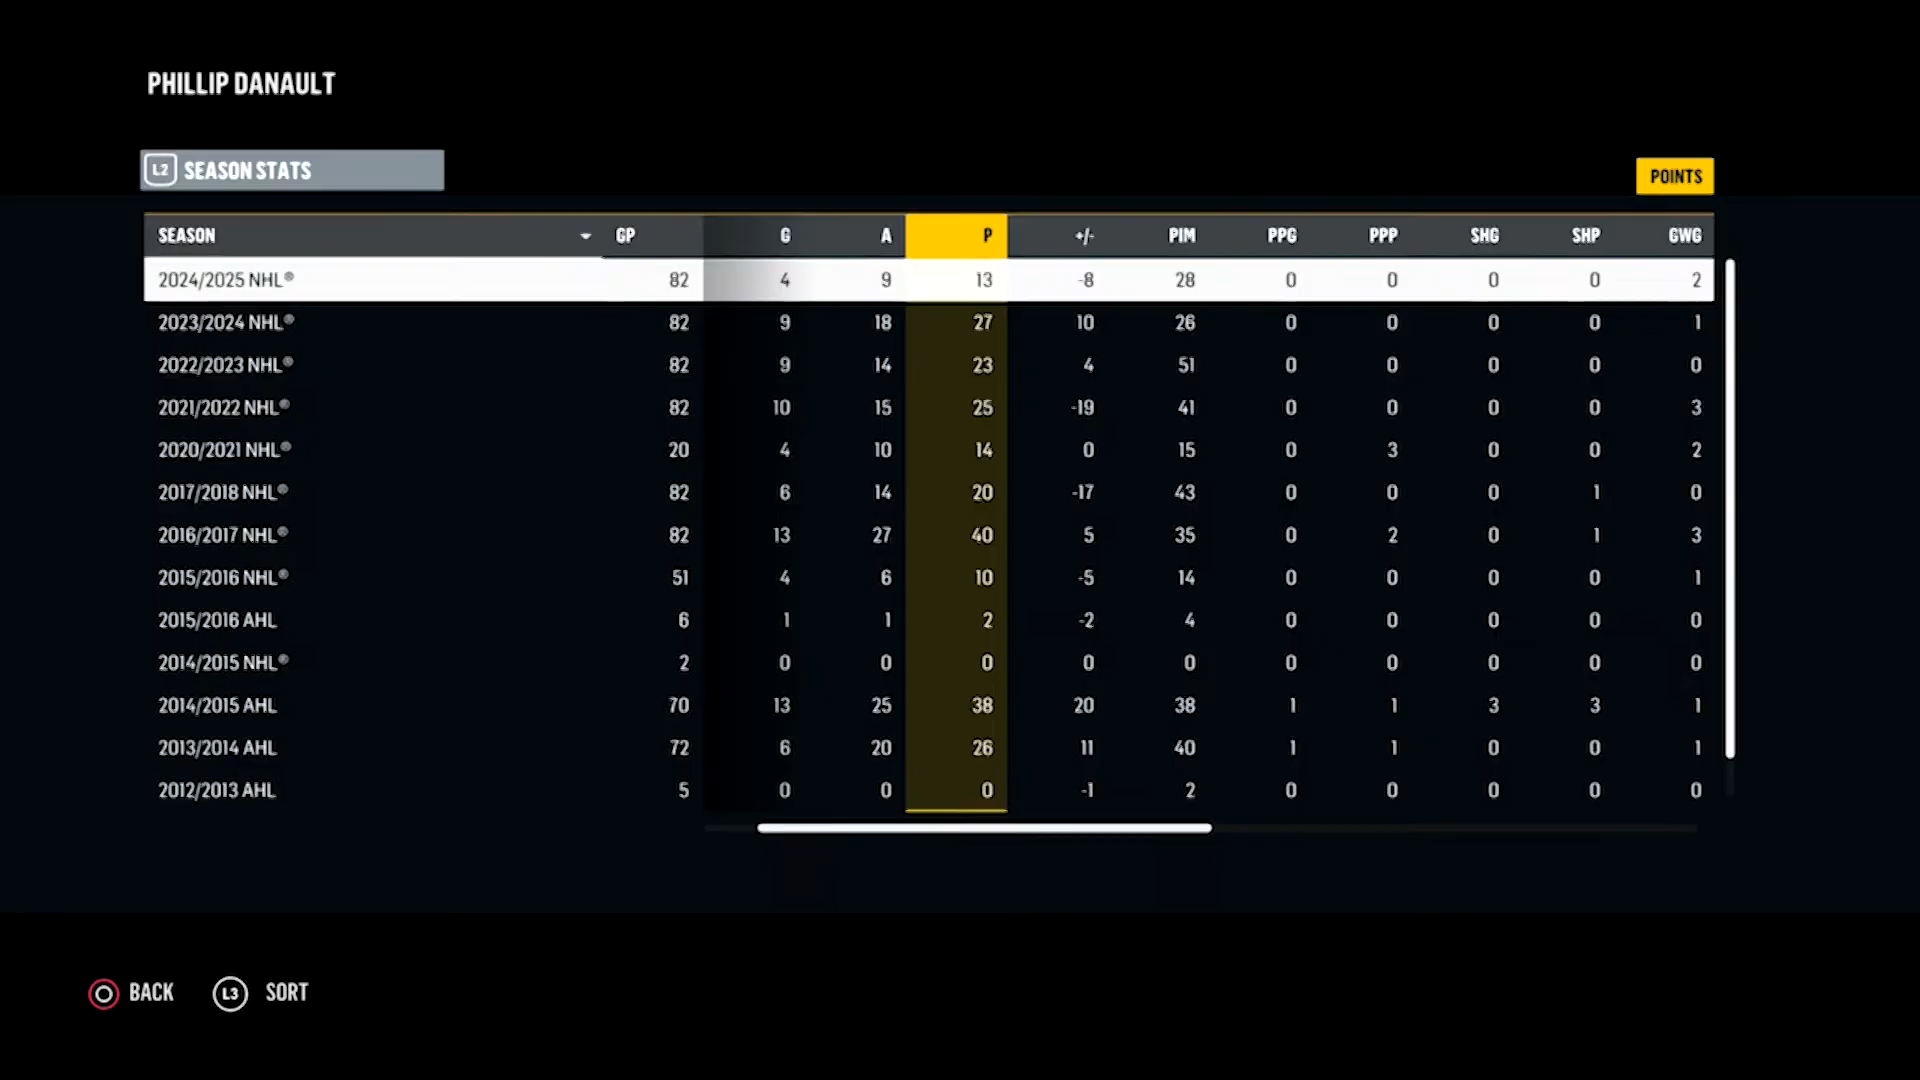 PHILLIP DANAULT
L2 SEASON STATS
POINTS
SEASON GP G A P +/- PIM PPG PPP SHG SHP GWG
2024/2025 NHL® 82 4 9 13 -8 28 0 0 0 0 2
2023/2024 NHL® 82 9 18 27 10 26 0 0 0 0 1
2022/2023 NHL® 82 9 14 23 4 51 0 0 0 0 0
2021/2022 NHL® 82 10 15 25 -19 41 0 0 0 0 3
2020/2021 NHL® 20 4 10 14 0 15 0 3 0 0 2
2017/2018 NHL® 82 6 14 20 -17 43 0 0 0 1 0
2016/2017 NHL® 82 13 27 40 5 35 0 2 0 1 3
2015/2016 NHL® 51 4 6 10 -5 14 0 0 0 0 1
2015/2016 AHL 6 1 1 2 -2 4 0 0 0 0 0
2014/2015 NHL® 2 0 0 0 0 0 0 0 0 0 0
2014/2015 AHL 70 13 25 38 20 38 1 1 3 3 1
2013/2014 AHL 72 6 20 26 11 40 1 1 0 0 1
2012/2013 AHL 5 0 0 0 -1 2 0 0 0 0 0
BACK L3 SORT